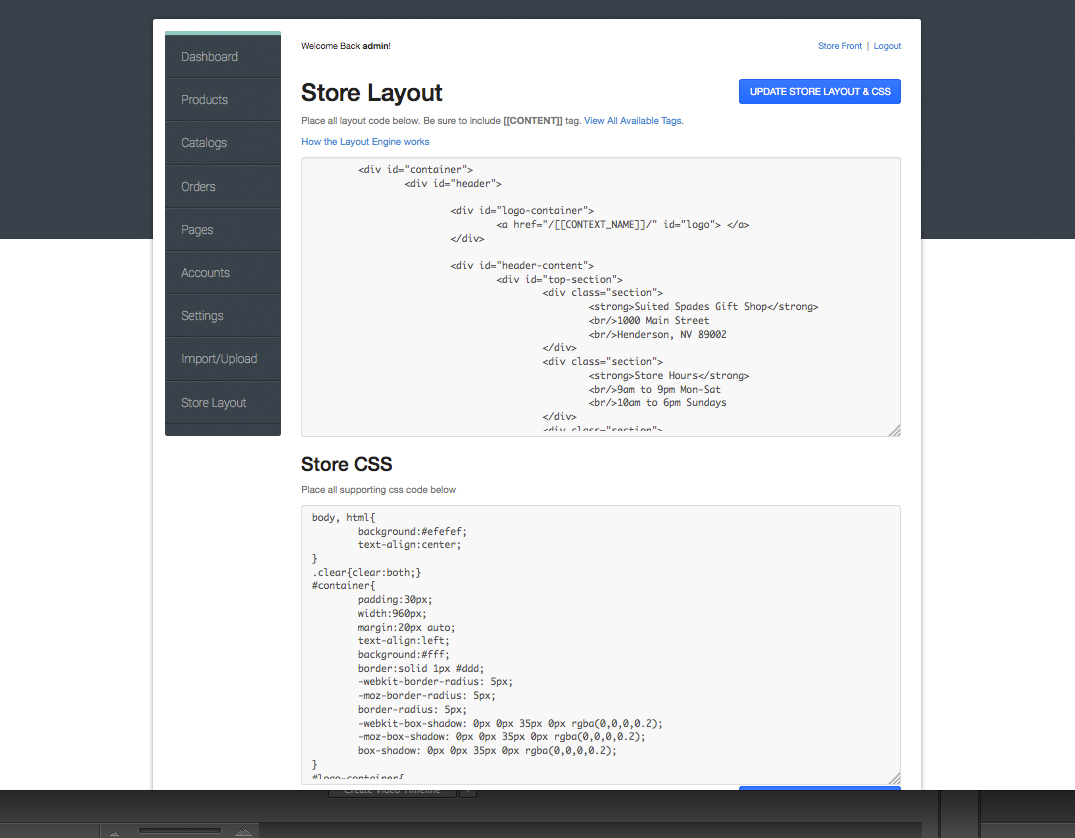 Dashboard
Products
Catalogs
Orders
Pages
Accounts
Settings
Import/Upload
Store Layout
Welcome Back admin!
Store Front | Logout
Store Layout
UPDATE STORE LAYOUT & CSS
Place all layout code below. Be sure to include [[CONTENT]] tag. View All Available Tags.
How the Layout Engine works
<div id="container">
<div id="header">
<div id="logo-container">
<a href="/[[CONTEXT_NAME]]/" id="logo"> </a>
</div>
<div id="header-content">
<div id="top-section">
<div class="section">
<strong>Suited Spades Gift Shop</strong>
<br/>1000 Main Street
<br/>Henderson, NV 89002
</div>
<div class="section">
<strong>Store Hours</strong>
<br/>9am to 9pm Mon-Sat
<br/>10am to 6pm Sundays
</div>
<div class="section">
Store CSS
Place all supporting css code below
body, html{
background:#efefef;
text-align:center;
}
.clear{clear:both;}
#container{
padding:30px;
width:960px;
margin:20px auto;
text-align:left;
background:#fff;
border:solid 1px #ddd;
-webkit-border-radius: 5px;
-moz-border-radius: 5px;
border-radius: 5px;
-webkit-box-shadow: 0px 0px 35px 0px rgba(0,0,0,0.2);
-moz-box-shadow: 0px 0px 35px 0px rgba(0,0,0,0.2);
box-shadow: 0px 0px 35px 0px rgba(0,0,0,0.2);
}
#logo-container{
Create Video Timeline